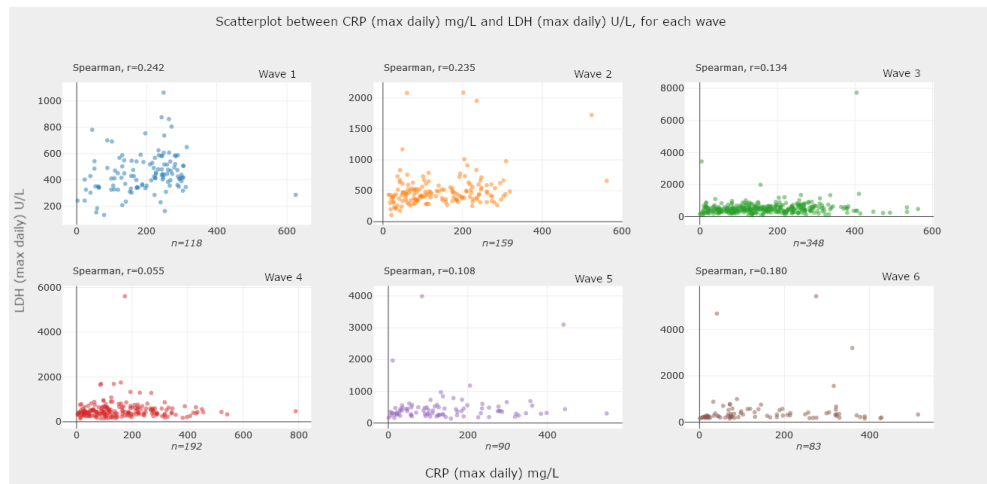 Scatterplot between CRP (max daily) mg/L and LDH (max daily) U/L, for each wave
Spearman, r=0.242
Wave 1
1000
800
600
400
200
0
200
400
600
n=118
Spearman, r=0.235
Wave 2
2000
1500
1000
500
0
0
200
400
600
n=159
Spearman, r=0.134
Wave 3
8000
6000
4000
2000
0
0
200
400
600
n=348
LDH (max daily) U/L
Spearman, r=0.055
Wave 4
6000
4000
2000
0
0
200
400
600
800
n=192
Spearman, r=0.108
Wave 5
4000
3000
2000
1000
0
0
200
400
n=90
Spearman, r=0.180
Wave 6
4000
2000
0
0
200
400
n=83
CRP (max daily) mg/L